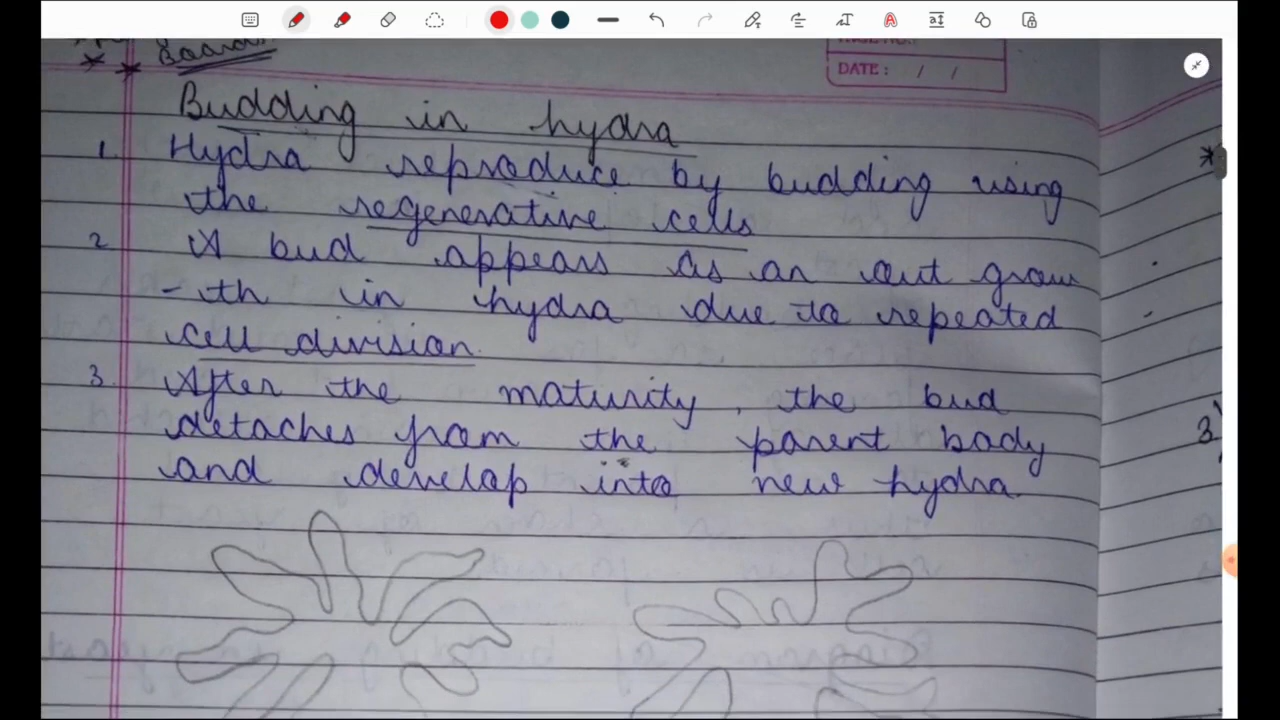 Board
DATE: / /
Budding in hydra
1. Hydra reproduce by budding using
the regenerative cells
2. A bud appears as an out grow
- th in hydra due to repeated
cell division.
3. After the maturity, the bud
detaches from the parent body
and develop into new hydra.
3